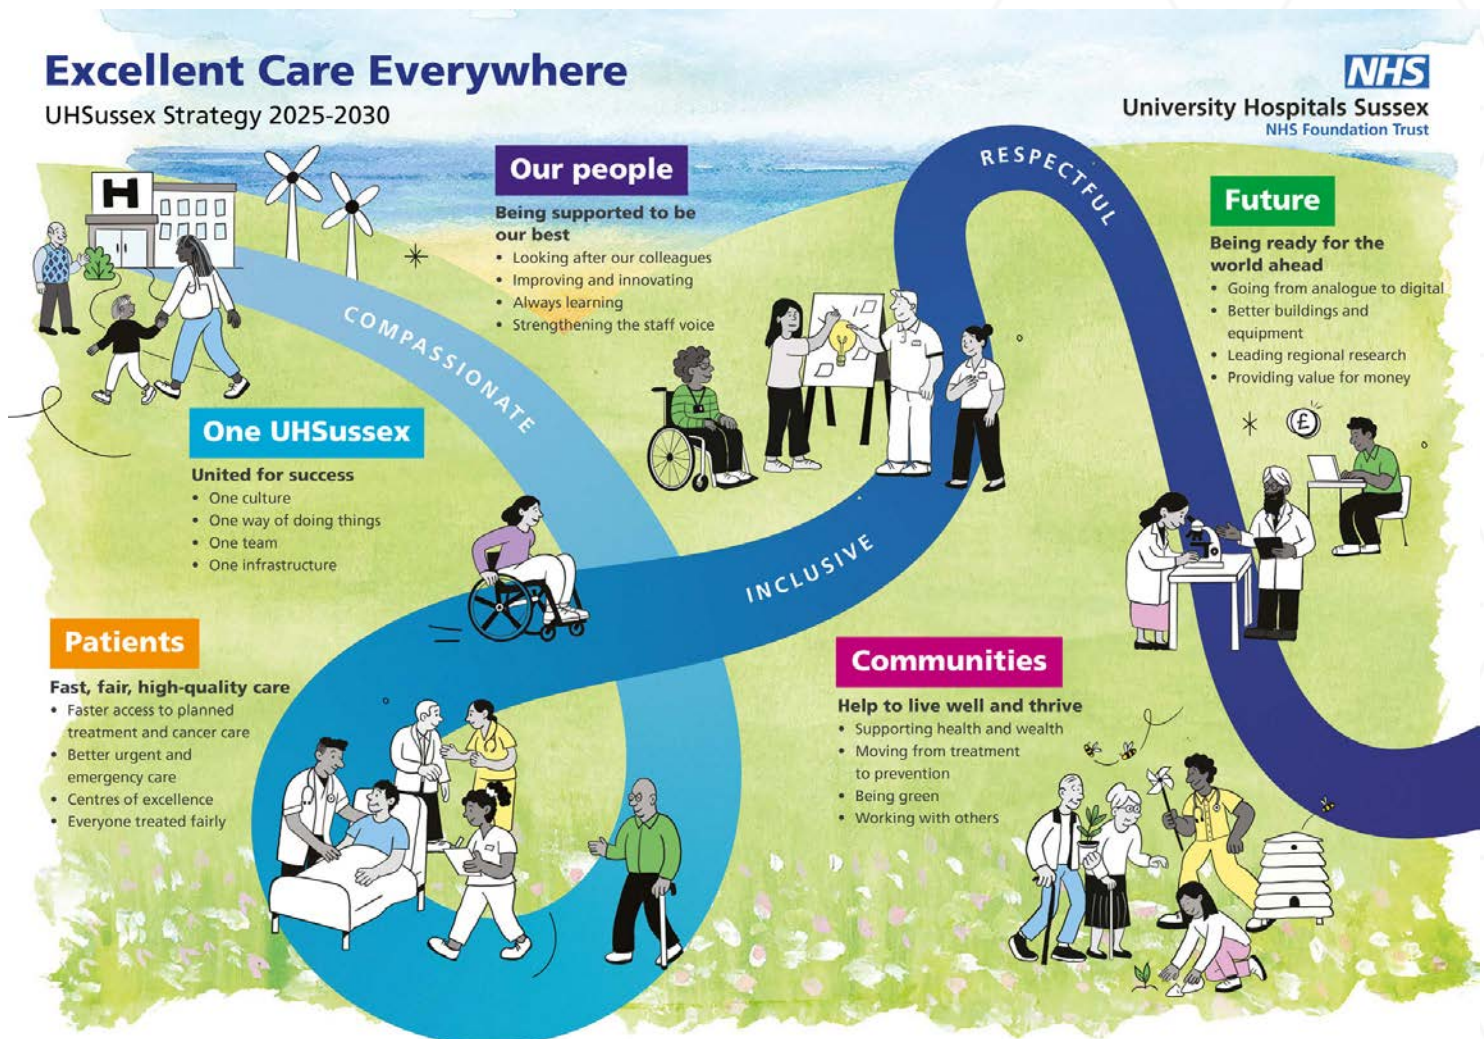 Excellent Care Everywhere
UHSussex Strategy 2025-2030
NHS
University Hospitals Sussex
NHS Foundation Trust
H
COMPASSIONATE
One UHSussex
United for success
• One culture
• One way of doing things
• One team
• One infrastructure
Patients
Fast, fair, high-quality care
• Faster access to planned
treatment and cancer care
• Better urgent and
emergency care
• Centres of excellence
• Everyone treated fairly
Our people
Being supported to be
our best
• Looking after our colleagues
• Improving and innovating
• Always learning
• Strengthening the staff voice
INCLUSIVE
RESPECTFUL
Communities
Help to live well and thrive
• Supporting health and wealth
• Moving from treatment
to prevention
• Being green
• Working with others
Future
Being ready for the
world ahead
• Going from analogue to digital
• Better buildings and
equipment
• Leading regional research
• Providing value for money
£